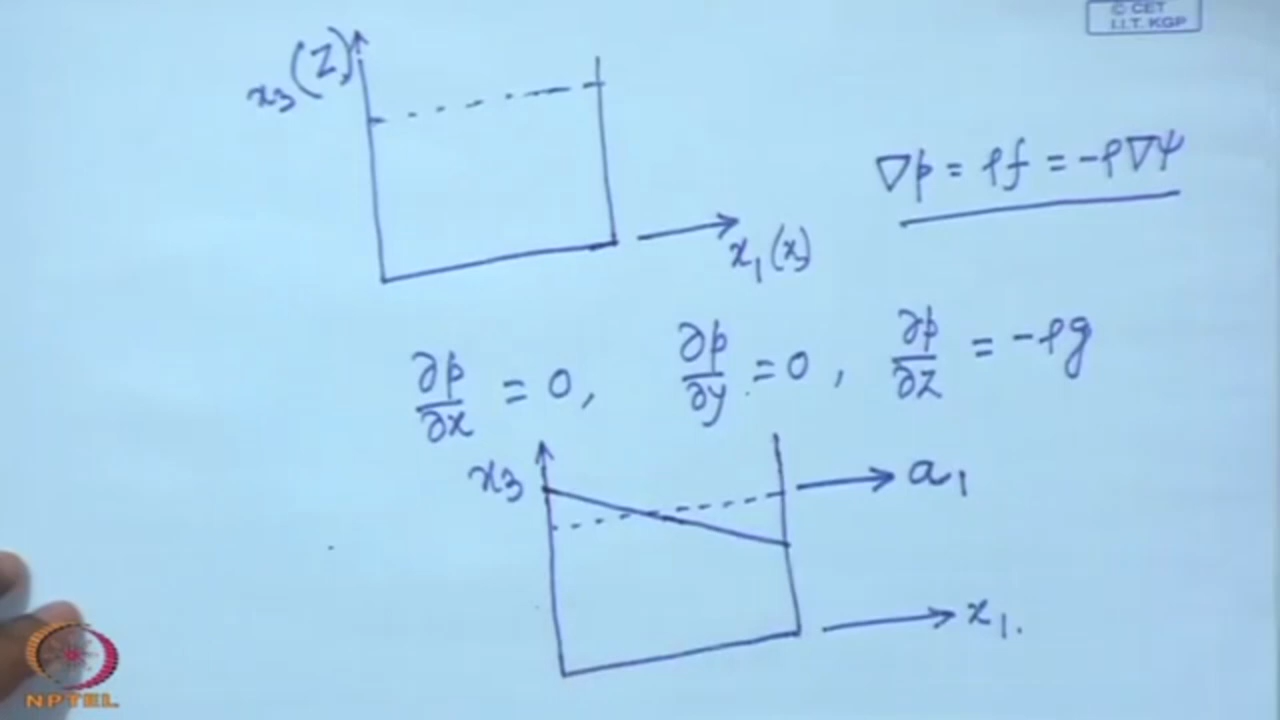 © CET
I.I.T. KGP
x₃ (Z)
∇p = ρf = -ρ∇ψ
x₁ (x)
∂p/∂x = 0, ∂p/∂y = 0, ∂p/∂z = -ρg
x₃
a₁
x₁.
NPTEL